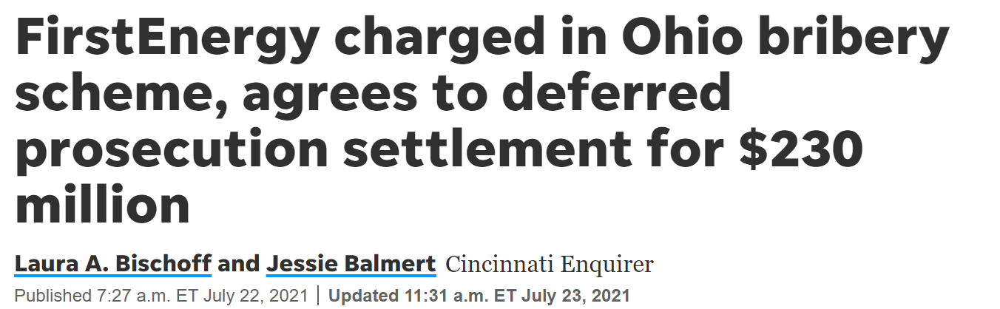 FirstEnergy charged in Ohio bribery
scheme, agrees to deferred
prosecution settlement for $230
million
Laura A. Bischoff and Jessie Balmert Cincinnati Enquirer
Published 7:27 a.m. ET July 22, 2021 | Updated 11:31 a.m. ET July 23, 2021